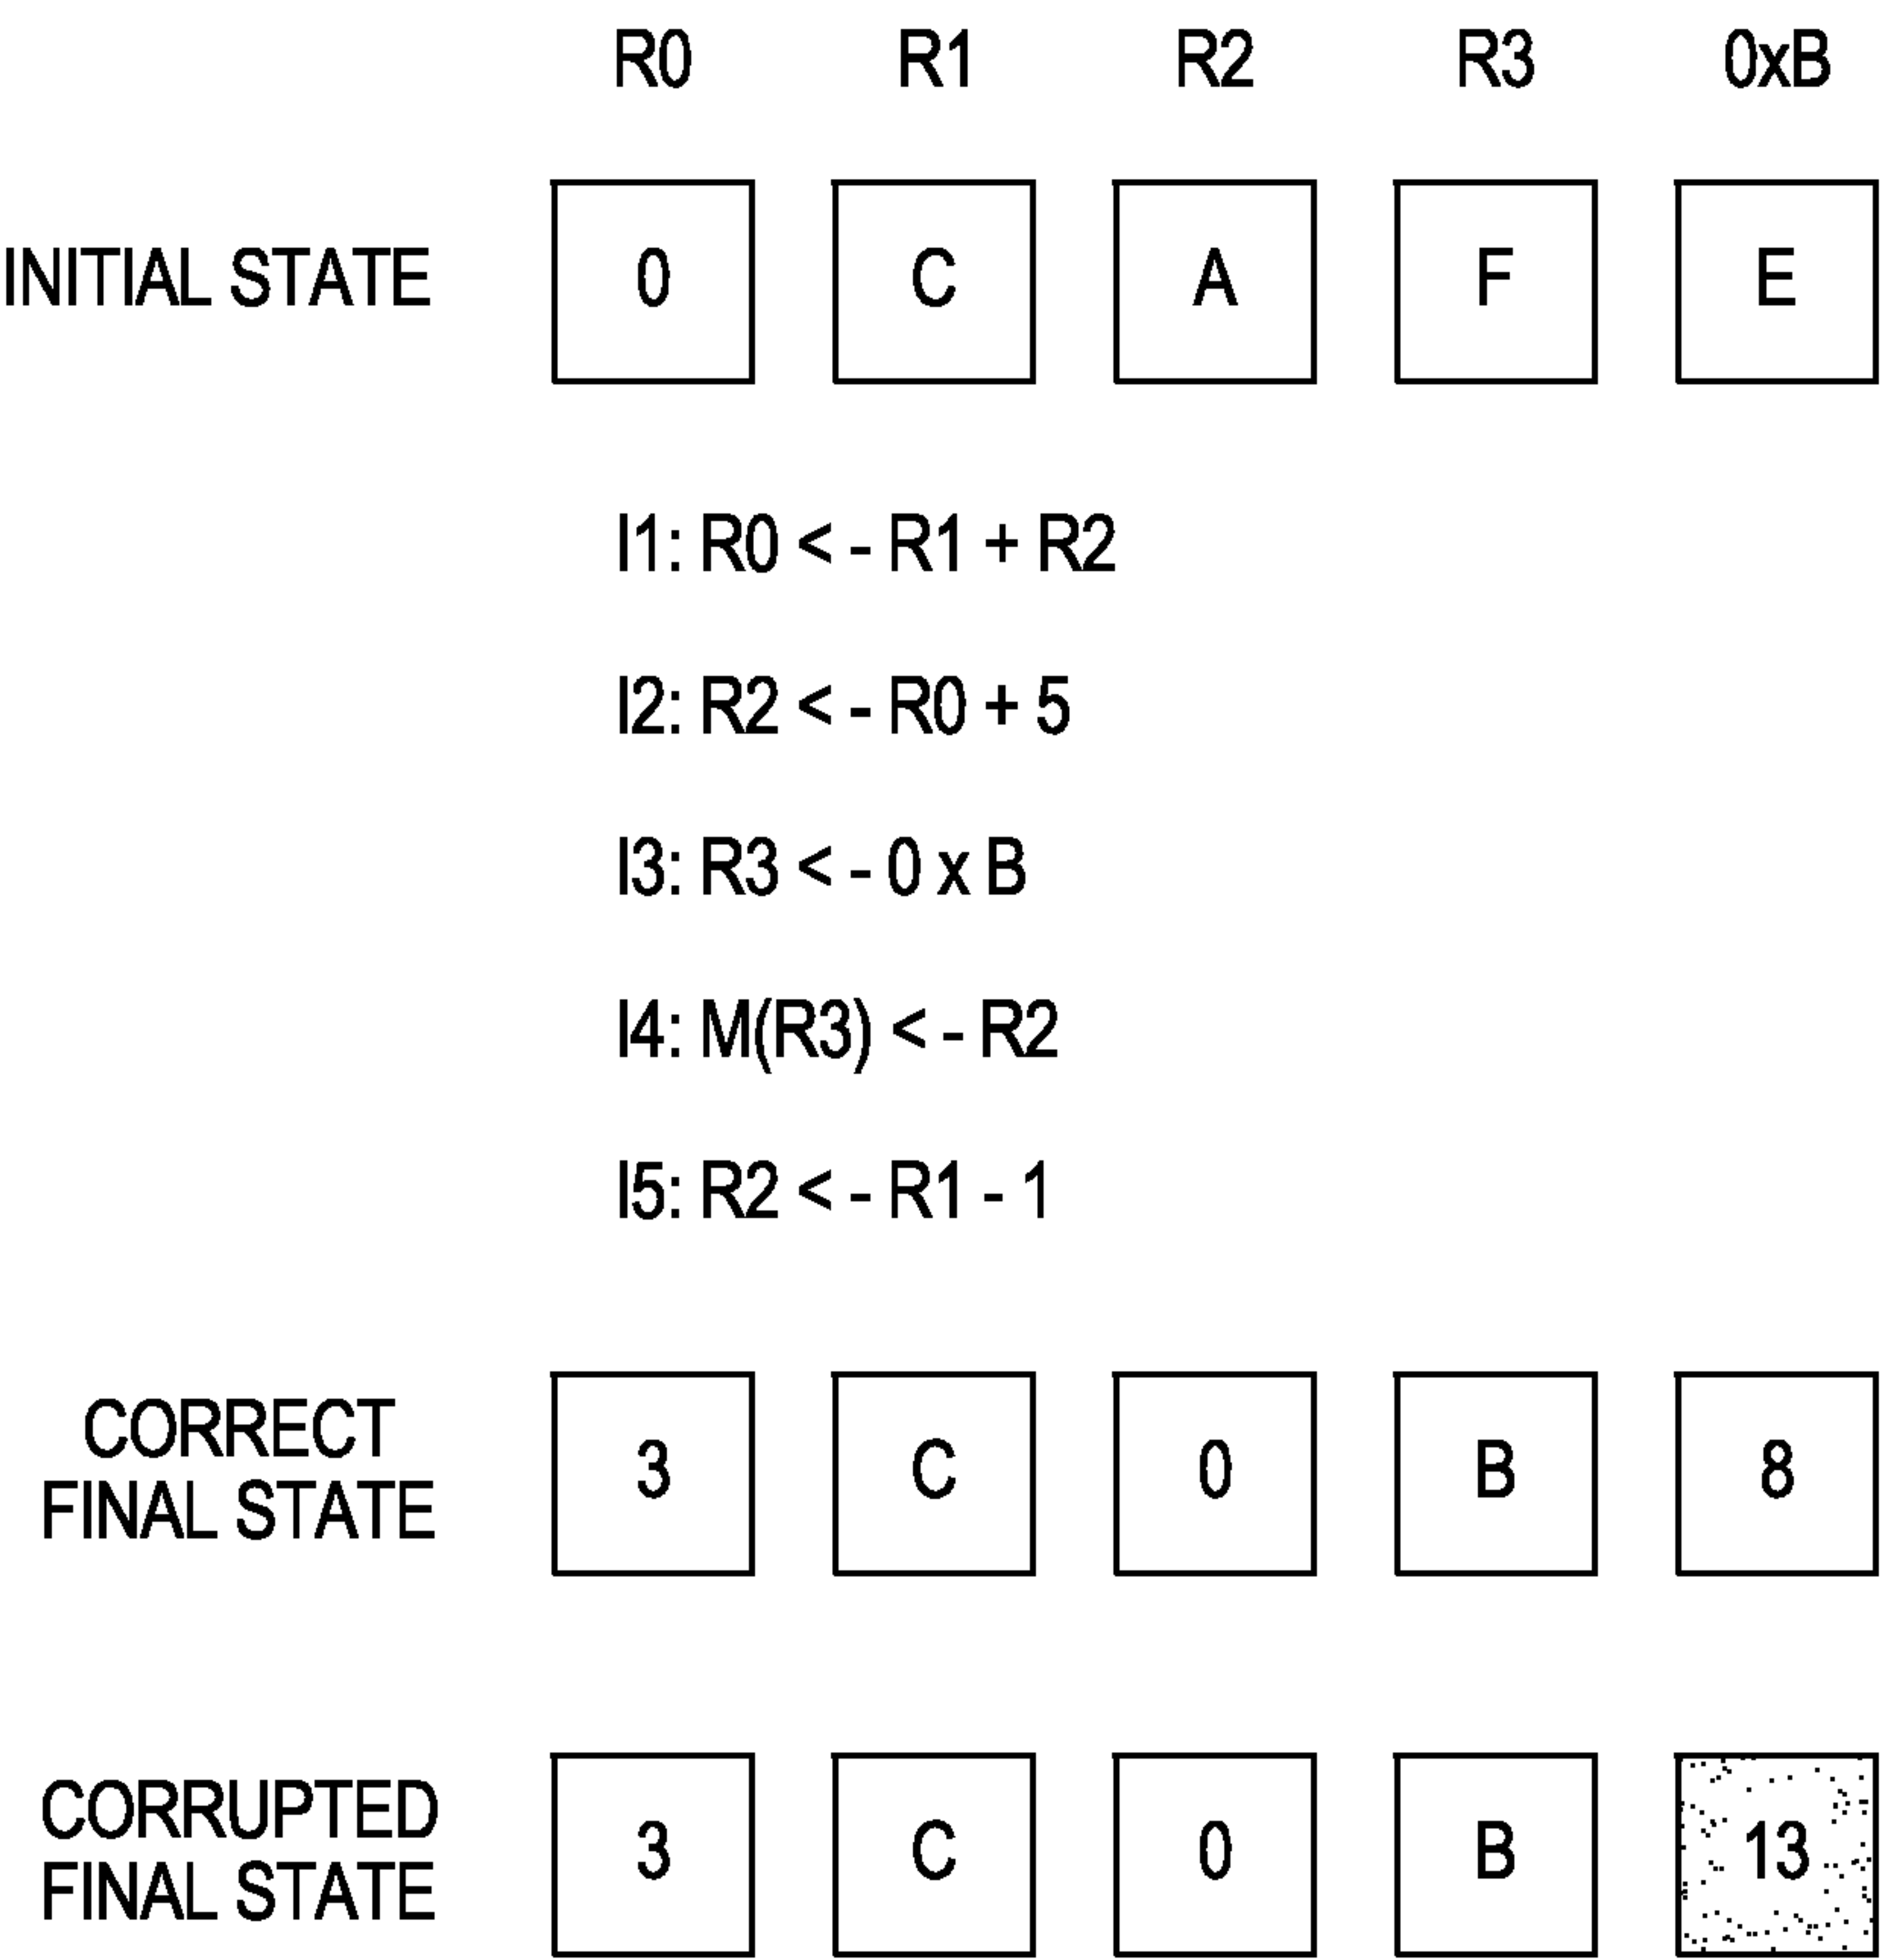 R0 R1 R2 R3 0xB
INITIAL STATE 0 C A F E
I1: R0 < - R1 + R2
I2: R2 < - R0 + 5
I3: R3 < - 0 x B
I4: M(R3) < - R2
I5: R2 < - R1 - 1
CORRECT
FINAL STATE 3 C 0 B 8
CORRUPTED
FINAL STATE 3 C 0 B 13